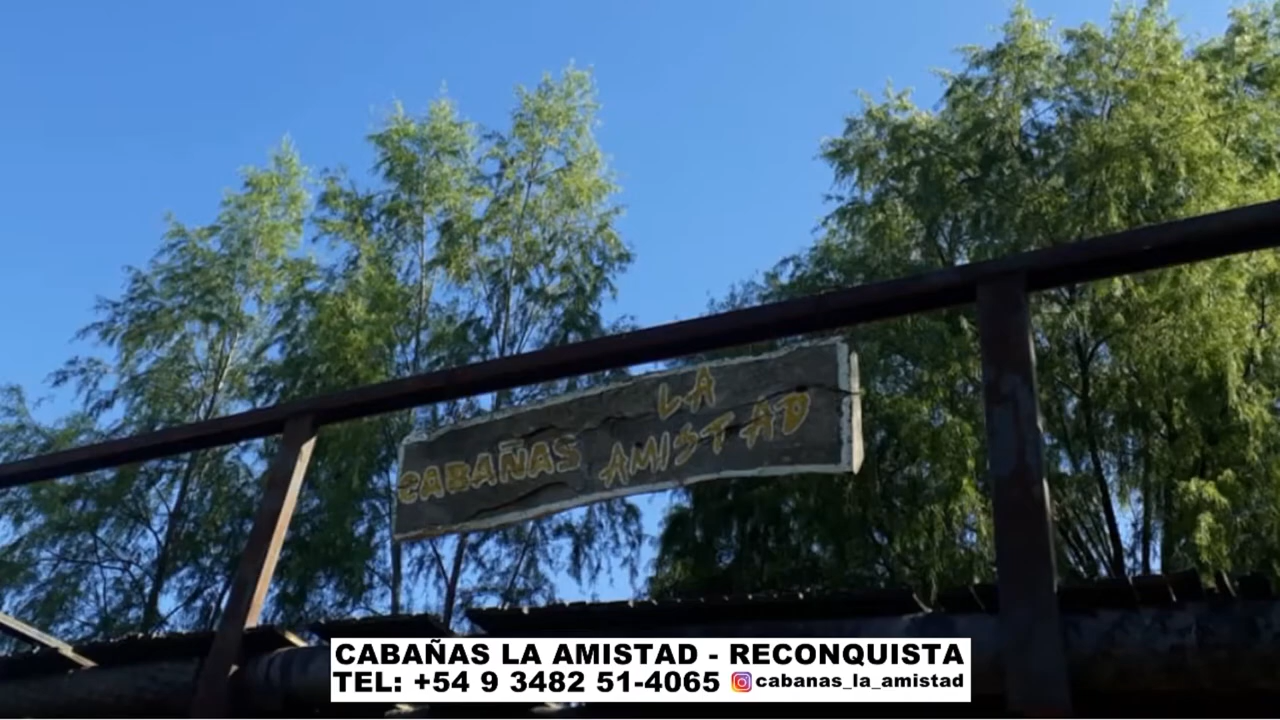 LA
CABAÑAS AMISTAD
CABAÑAS LA AMISTAD - RECONQUISTA
TEL: +54 9 3482 51-4065 cabanas_la_amistad